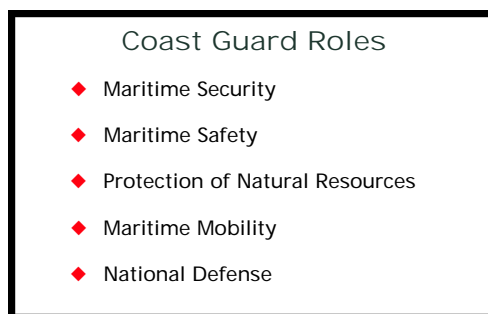 Coast Guard Roles
Maritime Security
Maritime Safety
Protection of Natural Resources
Maritime Mobility
National Defense